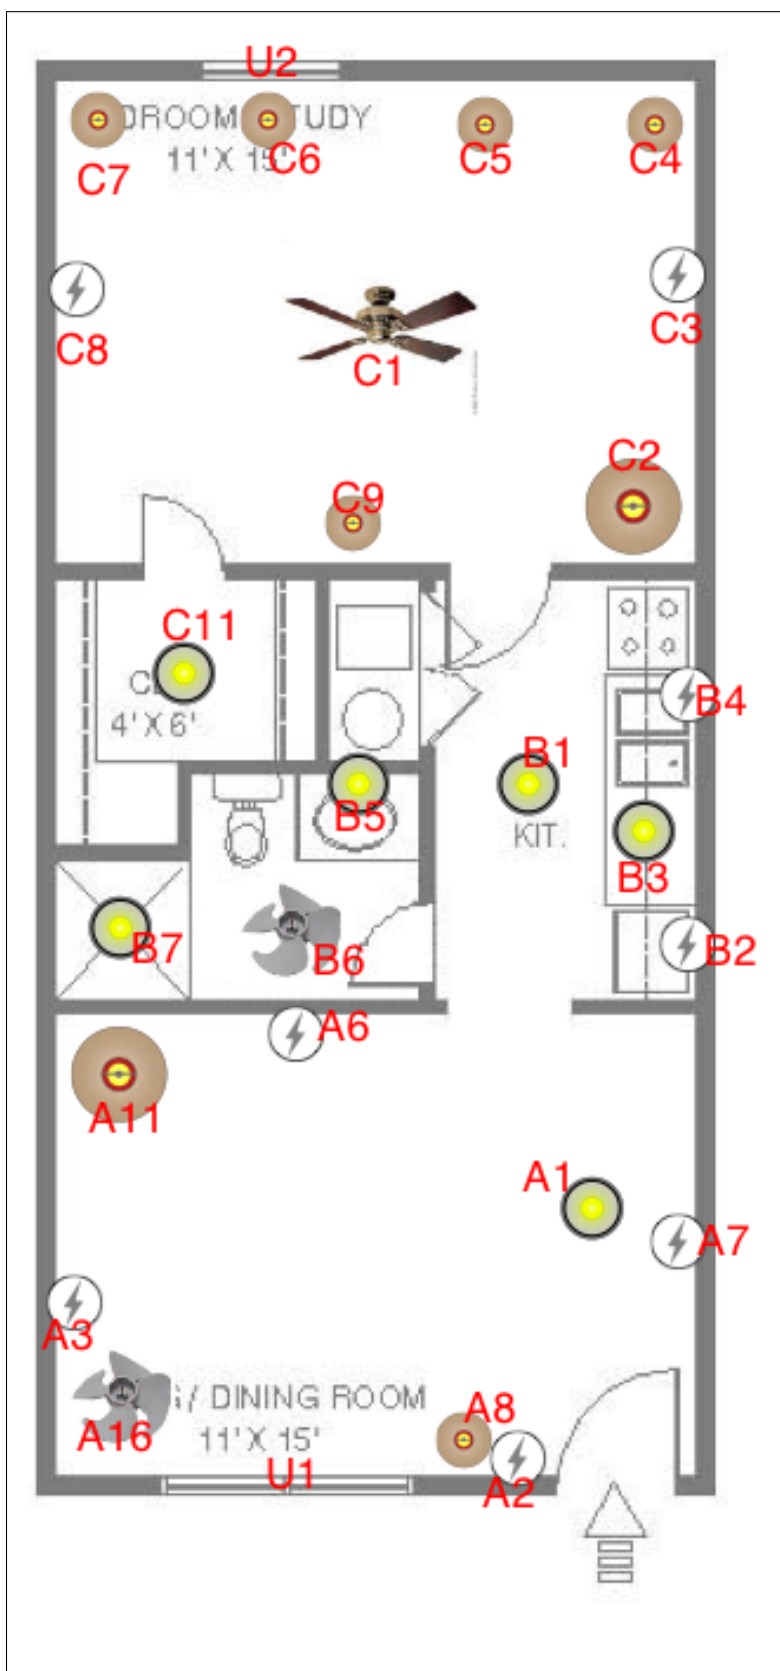 U2
DROOM
TUDY
11' X 15'
C7
C6
C5
C4
C8
C1
C3
C9
C2
C11
4' X 6'
B4
B5
B1
KIT.
B3
B7
B6
B2
A6
A11
A1
A7
A3
/ DINING ROOM
A16
11' X 15'
A8
U1
A2